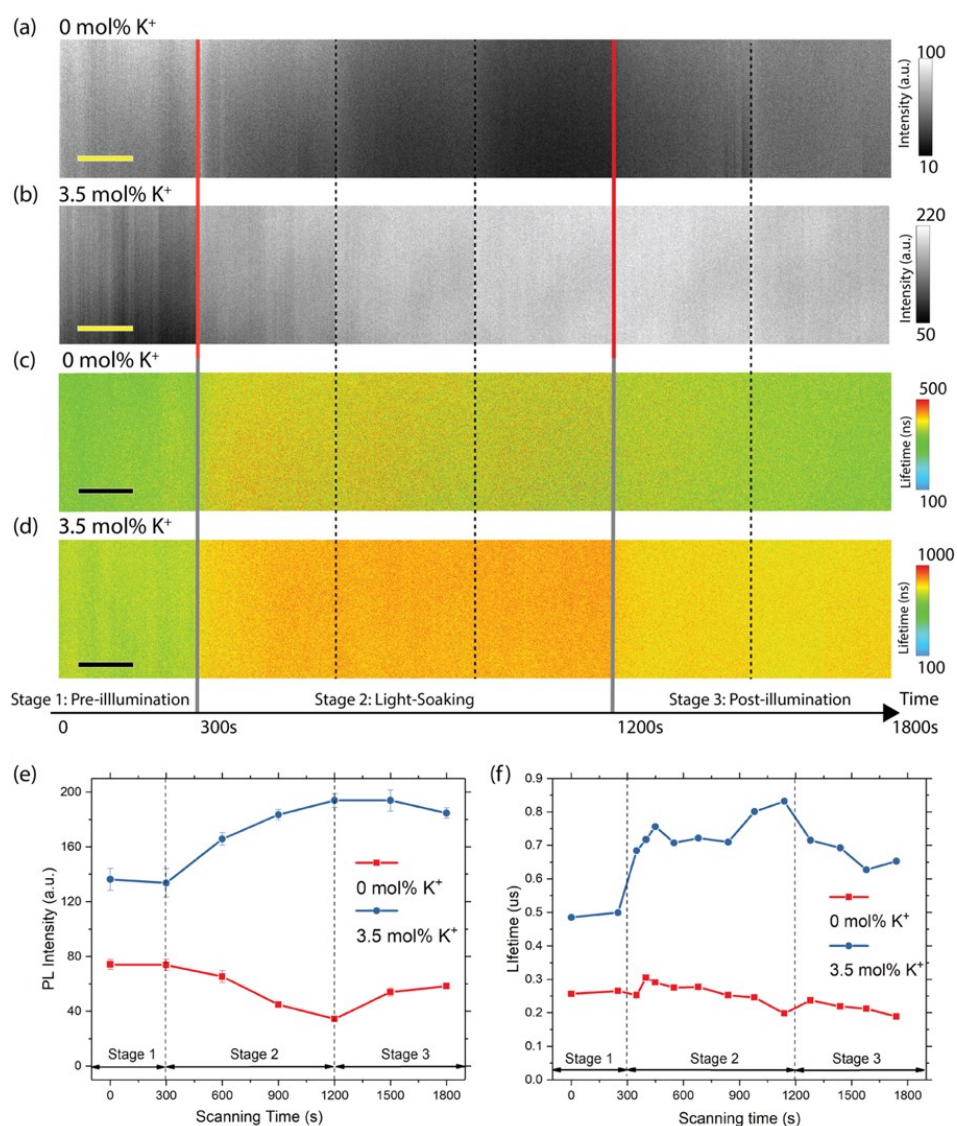 (a)
0 mol% K⁺
100
Intensity (a.u.)
10
(b)
3.5 mol% K⁺
220
Intensity (a.u.)
50
(c)
0 mol% K⁺
500
Lifetime (ns)
100
(d)
3.5 mol% K⁺
1000
Lifetime (ns)
100
Stage 1: Pre-illlumination
Stage 2: Light-Soaking
Stage 3: Post-illumination
Time
0
300s
1200s
1800s
(e)
200
160
120
80
40
0
PL Intensity (a.u.)
0 mol% K⁺
3.5 mol% K⁺
Stage 1
Stage 2
Stage 3
0 300 600 900 1200 1500 1800
Scanning Time (s)
(f)
0.9
0.8
0.7
0.6
0.5
0.4
0.3
0.2
0.1
0.0
LIfetime (us)
0 mol% K⁺
3.5 mol% K⁺
Stage 1
Stage 2
Stage 3
0 300 600 900 1200 1500 1800
Scanning time (s)